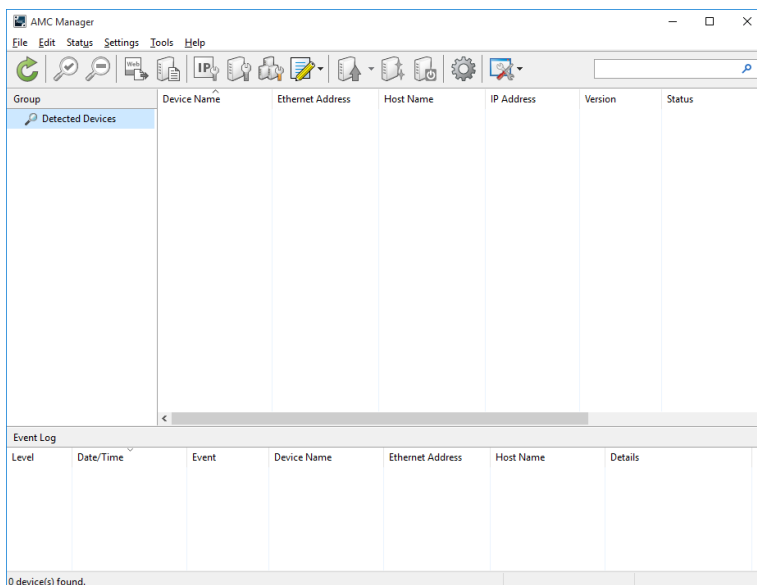 AMC Manager
File Edit Status Settings Tools Help
Web IP
Group Device Name Ethernet Address Host Name IP Address Version Status
Detected Devices
Event Log
Level Date/Time Event Device Name Ethernet Address Host Name Details
0 device(s) found.